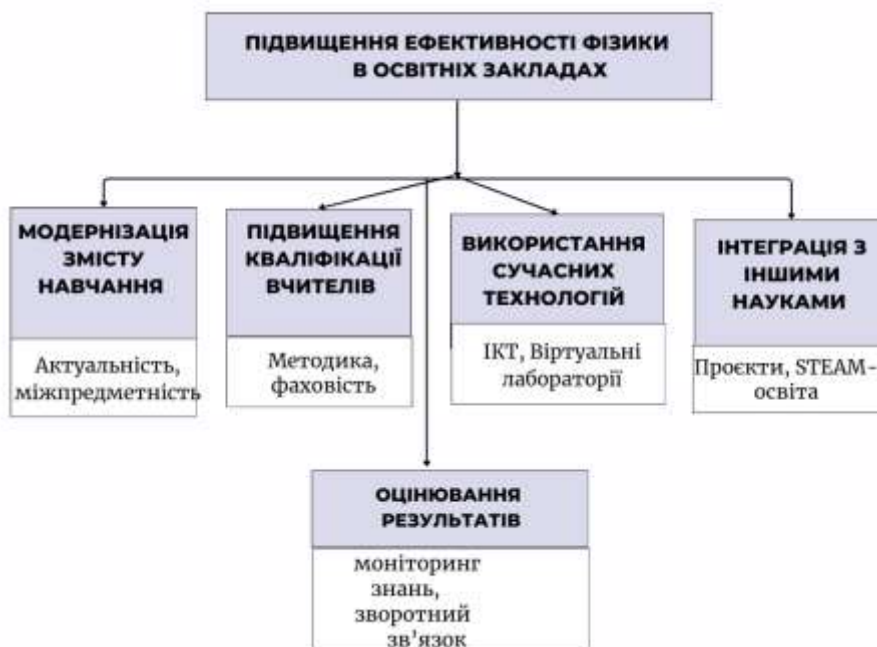 ПІДВИЩЕННЯ ЕФЕКТИВНОСТІ ФІЗИКИ
В ОСВІТНІХ ЗАКЛАДАХ
МОДЕРНІЗАЦІЯ
ЗМІСТУ
НАВЧАННЯ
Актуальність,
міжпредметність
ПІДВИЩЕННЯ
КВАЛІФІКАЦІЇ
ВЧИТЕЛІВ
Методика,
фаховість
ВИКОРИСТАННЯ
СУЧАСНИХ
ТЕХНОЛОГІЙ
ІКТ, Віртуальні
лабораторії
ІНТЕГРАЦІЯ З
ІНШИМИ
НАУКАМИ
Проєкти, STEAM-
освіта
ОЦІНЮВАННЯ
РЕЗУЛЬТАТІВ
моніторинг
знань,
зворотний
зв’язок